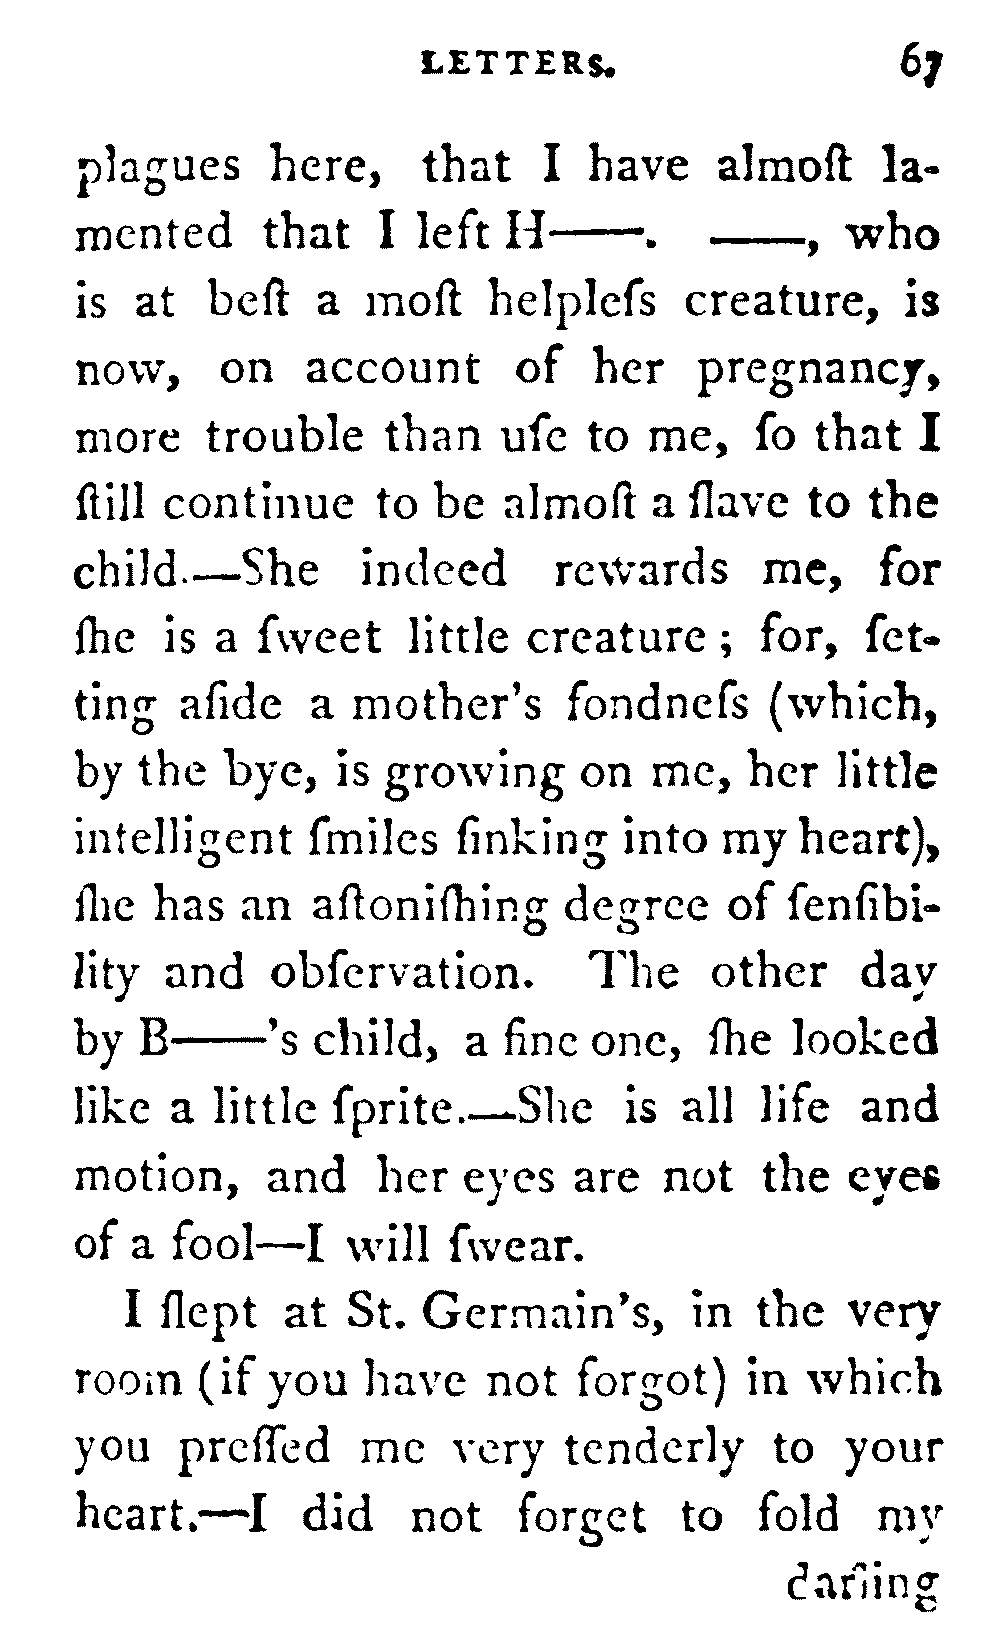 LETTERS. 67
plagues here, that I have almoſt la-
mented that I left H——. ——, who
is at beſt a moſt helpleſs creature, is
now, on account of her pregnancy,
more trouble than uſe to me, ſo that I
ſtill continue to be almoſt a ſlave to the
child.—She indeed rewards me, for
ſhe is a ſweet little creature ; for, ſet-
ting aſide a mother's fondneſs (which,
by the bye, is growing on me, her little
intelligent ſmiles ſinking into my heart),
ſhe has an aſtoniſhing degree of ſenſibi-
lity and obſervation. The other day
by B——'s child, a fine one, ſhe looked
like a little ſprite.—She is all life and
motion, and her eyes are not the eyes
of a fool—I will ſwear.
I ſlept at St. Germain's, in the very
room (if you have not forgot) in which
you preſſed me very tenderly to your
heart.—I did not forget to fold my
darling